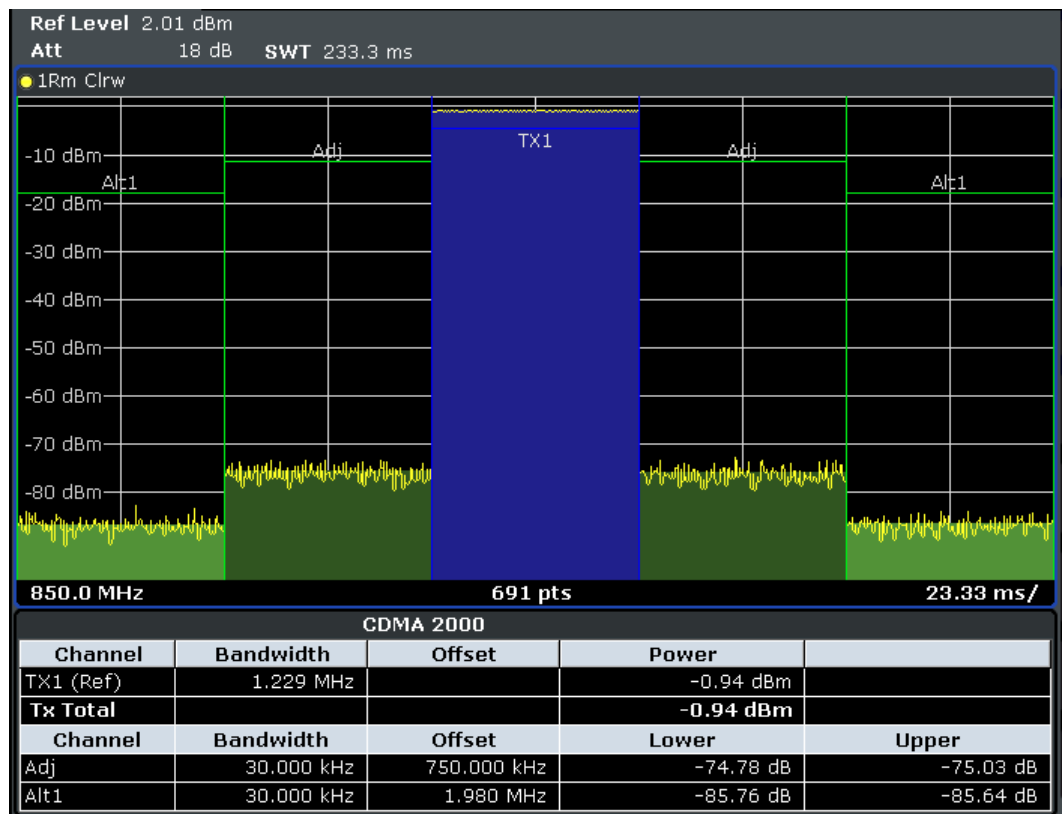 Ref Level 2.01 dBm
Att 18 dB SWT 233.3 ms
1Rm Clrw
TX1
Adj Adj
-10 dBm
Alt1 Alt1
-20 dBm
-30 dBm
-40 dBm
-50 dBm
-60 dBm
-70 dBm
-80 dBm
850.0 MHz 691 pts 23.33 ms/
CDMA 2000
Channel Bandwidth Offset Power
TX1 (Ref) 1.229 MHz -0.94 dBm
Tx Total -0.94 dBm
Channel Bandwidth Offset Lower Upper
Adj 30.000 kHz 750.000 kHz -74.78 dB -75.03 dB
Alt1 30.000 kHz 1.980 MHz -85.76 dB -85.64 dB